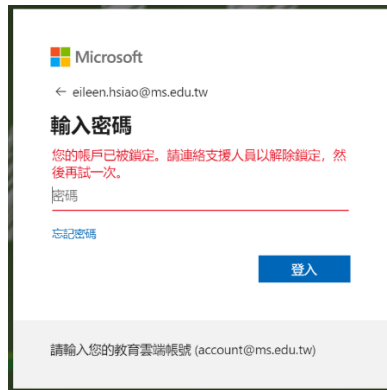 Microsoft
← eileen.hsiao@ms.edu.tw
輸入密碼
您的帳戶已被鎖定。請連絡支援人員以解除鎖定，然
後再試一次。
密碼
忘記密碼
登入
請輸入您的教育雲端帳號 (account@ms.edu.tw)